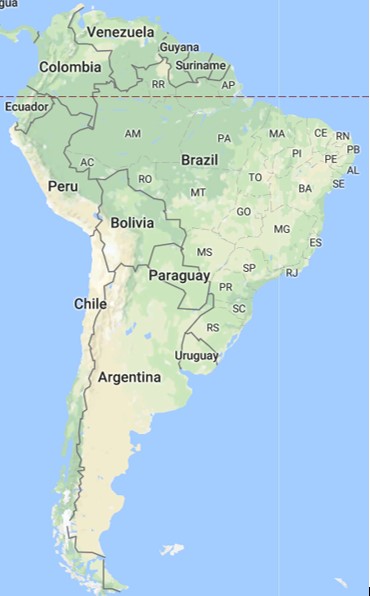 gua
Venezuela
Guyana
Suriname
Colombia
RR
AP
Ecuador
AM
PA
MA
CE
RN
PB
PI
PE
AL
AC
Brazil
RO
TO
SE
Peru
MT
BA
GO
Bolivia
MG
ES
MS
SP
RJ
Paraguay
PR
Chile
SC
RS
Uruguay
Argentina